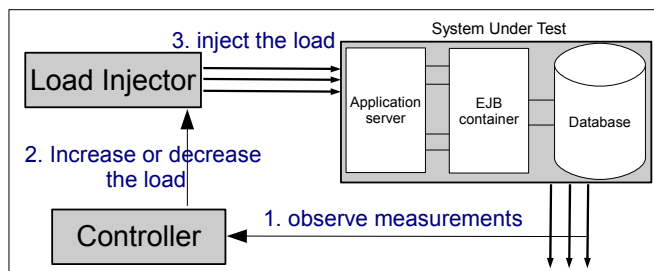 System Under Test
3. inject the load
Load Injector
Application
server
EJB
container
Database
2. Increase or decrease
the load
1. observe measurements
Controller